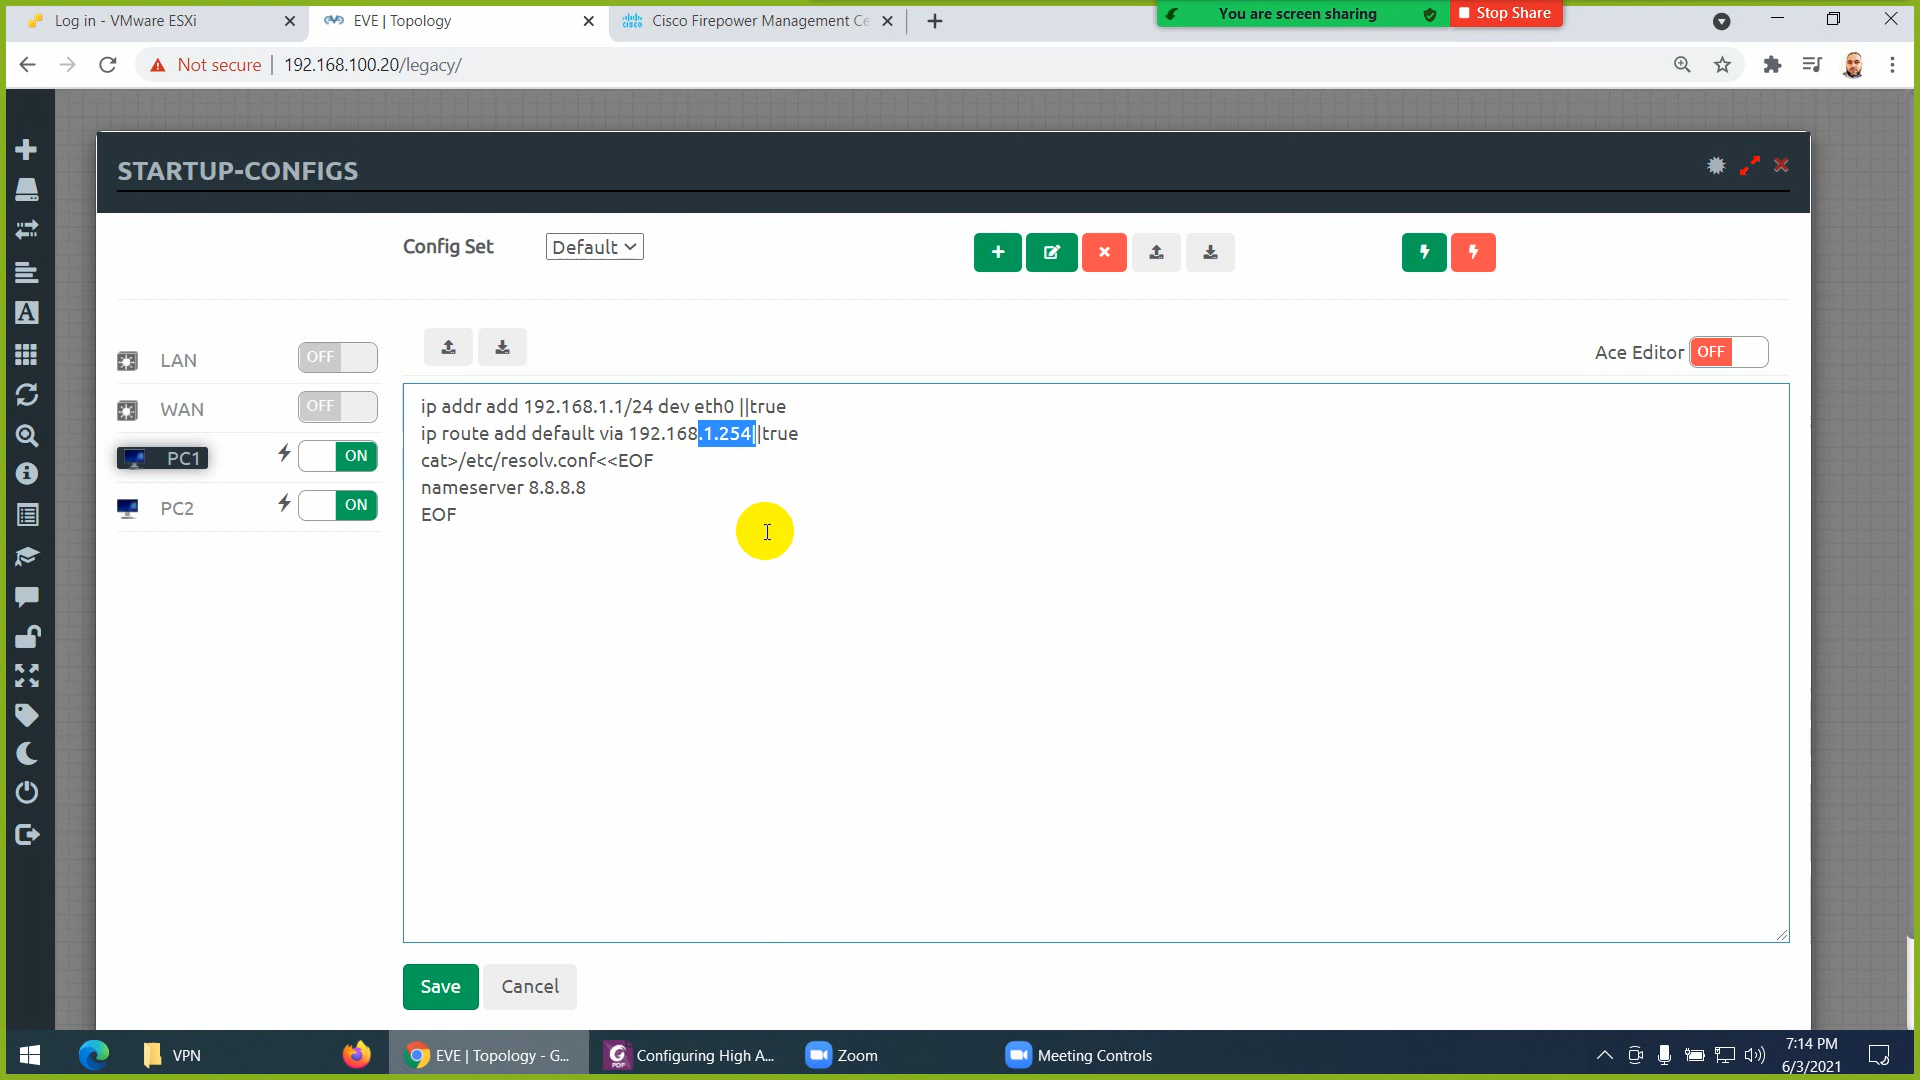 Log in - VMware ESXi
EVE | Topology
Cisco Firepower Management Ce
You are screen sharing
Stop Share
Not secure
192.168.100.20/legacy/
STARTUP-CONFIGS
Config Set
Default
LAN
OFF
WAN
OFF
PC1
ON
PC2
ON
Ace Editor
OFF
ip addr add 192.168.1.1/24 dev eth0 ||true
ip route add default via 192.168.1.254||true
cat>/etc/resolv.conf<<EOF
nameserver 8.8.8.8
EOF
Save
Cancel
VPN
EVE | Topology - G...
Configuring High A...
Zoom
Meeting Controls
7:14 PM
6/3/2021